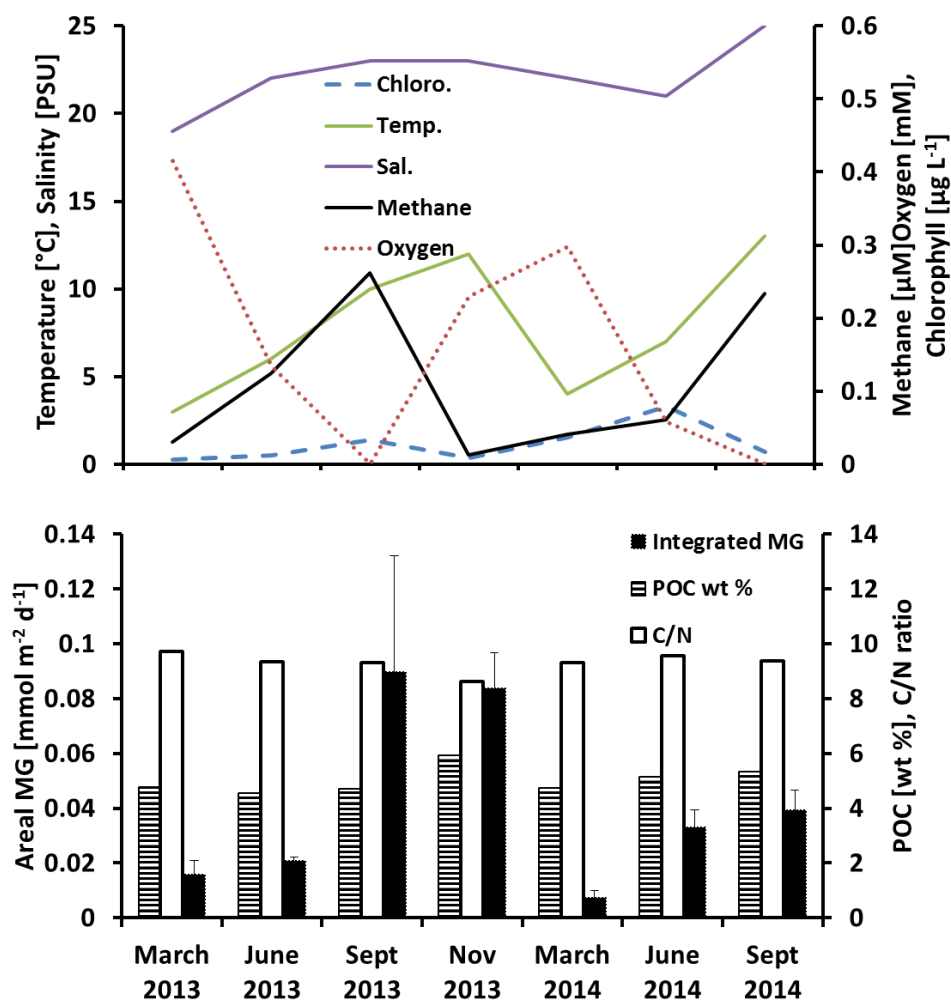 25
20
15
10
5
0
Temperature [°C], Salinity [PSU]
Chloro.
Temp.
Sal.
Methane
Oxygen
0.6
0.5
0.4
0.3
0.2
0.1
0
Methane [µM]Oxygen [mM],
Chlorophyll [µg L-1]
0.14
0.12
0.1
0.08
0.06
0.04
0.02
0
Areal MG [mmol m-2 d-1]
Integrated MG
POC wt %
C/N
14
12
10
8
6
4
2
0
POC [wt %], C/N ratio
March June Sept Nov March June Sept
2013 2013 2013 2013 2014 2014 2014